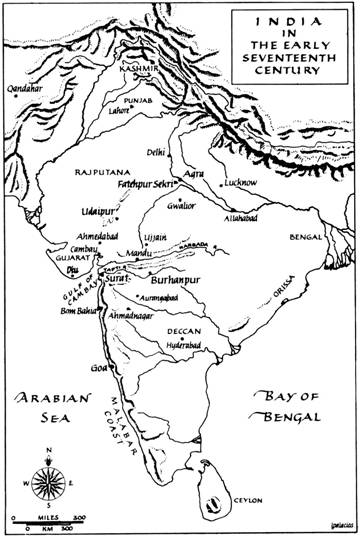 INDIA
IN
THE EARLY
SEVENTEENTH
CENTURY
KASHMIR
Qandahar
PUNJAB
Lahore
Delhi
RAJPUTANA
Agra
Fatehpur Sekri
Lucknow
Gwalior
Udaipur
Allahabad
Ahmedabad
Ujjain
BENGAL
Cambay
Mandu
NARBADA
GUJARAT
TAPTI R
Diu
Surat
Burhanpur
GULF OF
CAMBAY
ORISSA
Aurangabad
Bom Bahia
Ahmadnagar
DECCAN
Hyderabad
Goa
ARABIAN
SEA
BAY OF
BENGAL
MALABAR
COAST
N
W
E
S
CEYLON
0 MILES 300
0 KM 300
lpalacios